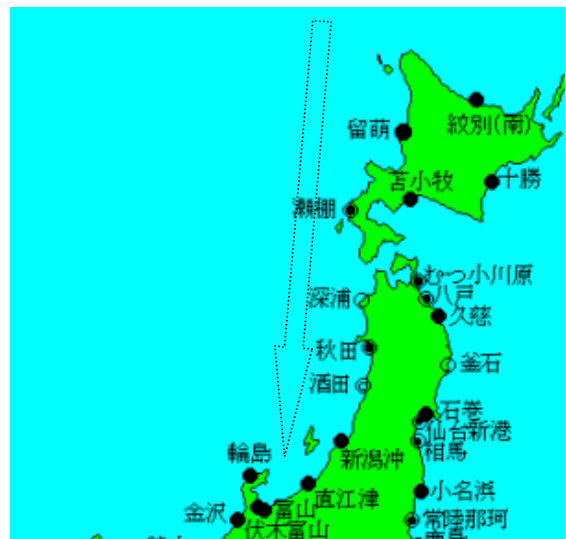 留萌
紋別(南)
苫小牧
十勝
瀬棚
むつ小川原
深浦
八戸
久慈
秋田
釜石
酒田
石巻
仙台新港
新潟沖
相馬
輪島
直江津
小名浜
富山
金沢
伏木富山
常陸那珂